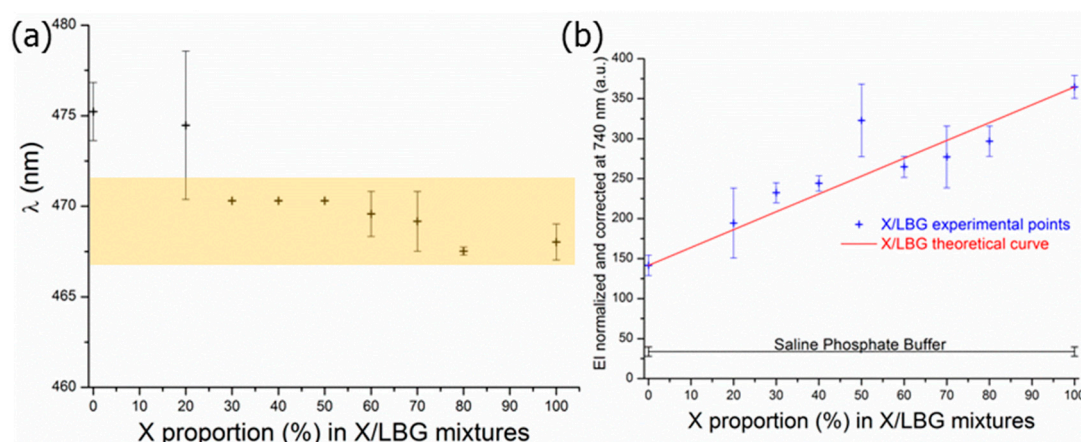 (a)
480
475
470
465
460
λ (nm)
0 10 20 30 40 50 60 70 80 90 100
X proportion (%) in X/LBG mixtures
(b)
400
350
300
250
200
150
100
50
0
EI normalized and corrected at 740 nm (a.u.)
X/LBG experimental points
X/LBG theoretical curve
Saline Phosphate Buffer
0 10 20 30 40 50 60 70 80 90 100
X proportion (%) in X/LBG mixtures